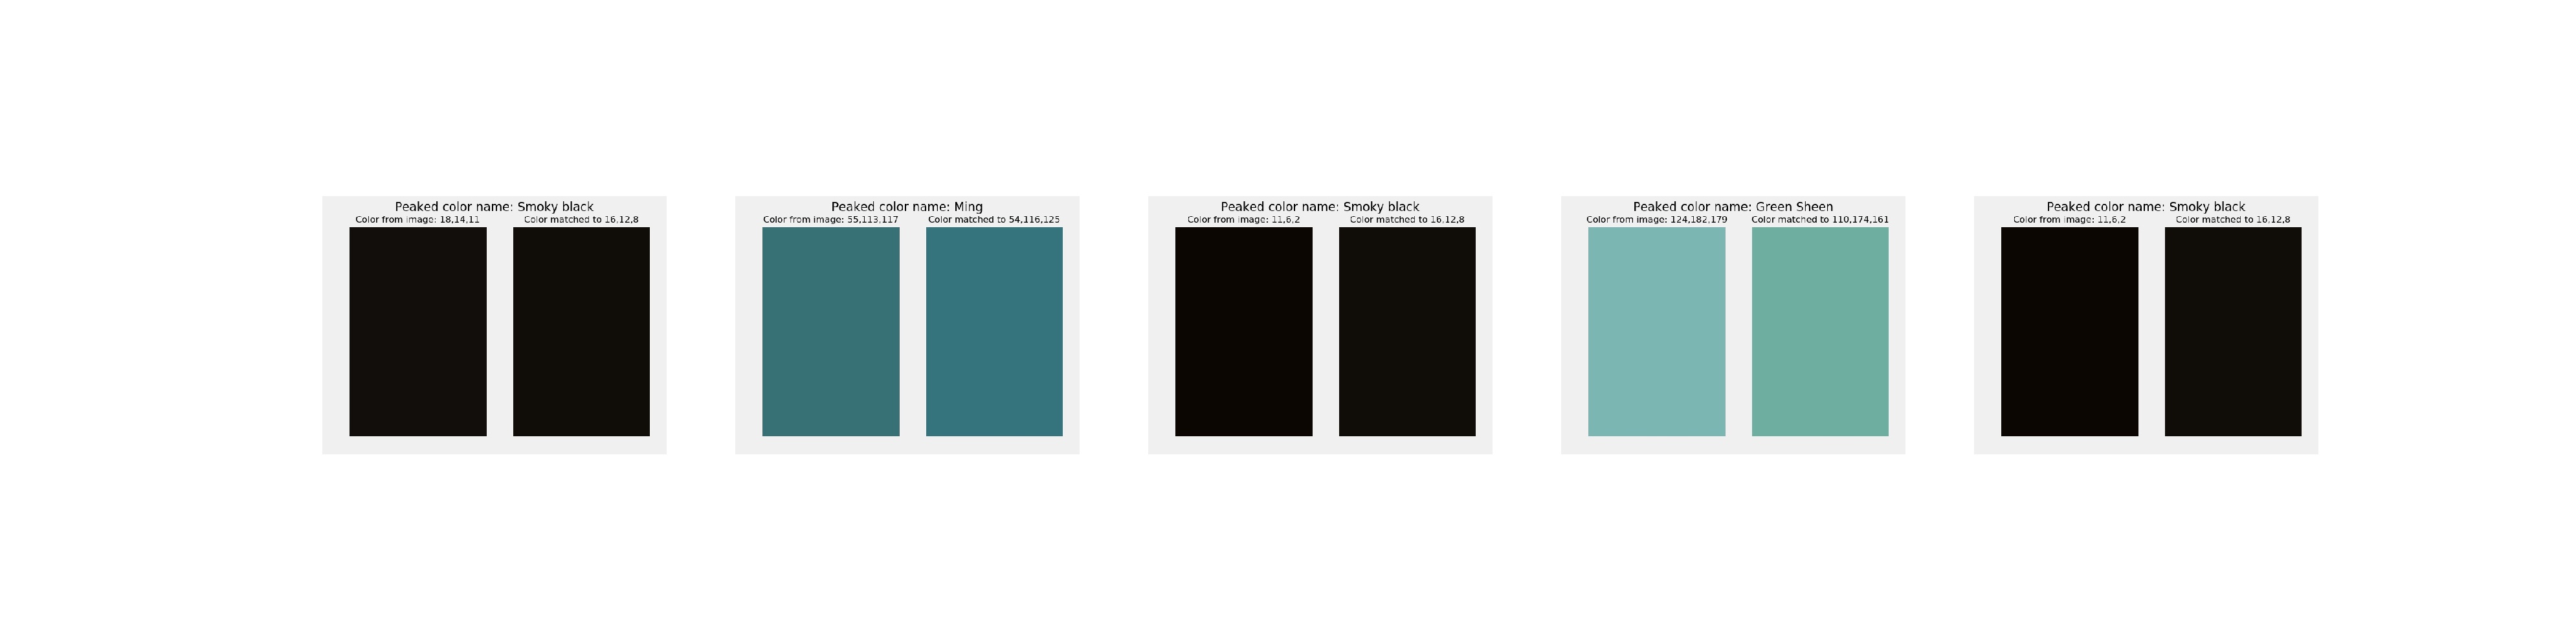 Peaked color name: Smoky black
Color from image: 18,14,11 Color matched to 16,12,8
Peaked color name: Ming
Color from image: 55,113,117 Color matched to 54,116,125
Peaked color name: Smoky black
Color from image: 11,6,2 Color matched to 16,12,8
Peaked color name: Green Sheen
Color from image: 124,182,179 Color matched to 110,174,161
Peaked color name: Smoky black
Color from image: 11,6,2 Color matched to 16,12,8